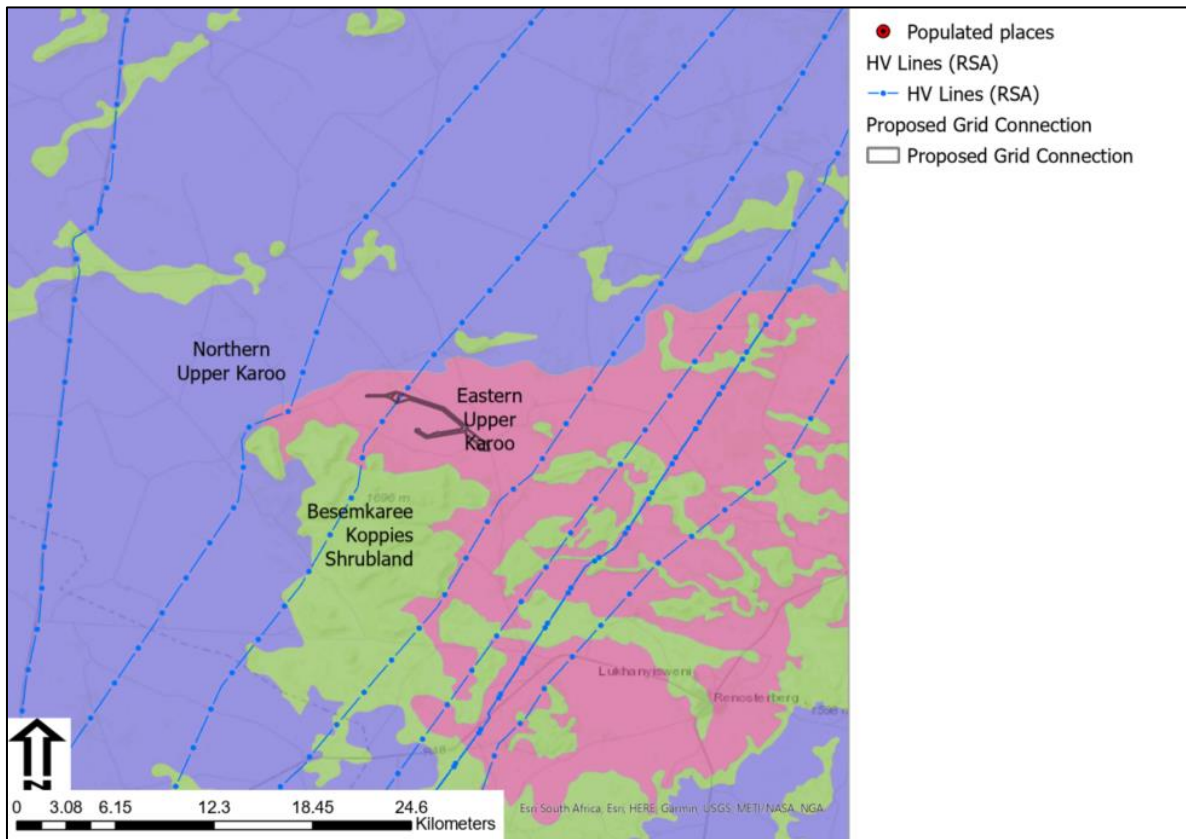 Populated places
HV Lines (RSA)
HV Lines (RSA)
Proposed Grid Connection
Proposed Grid Connection
Northern
Upper Karoo
Eastern
Upper
Karoo
1696 m
Besemkaree
Koppies
Shrubland
Lukhanyisweni
Renosterberg
N
0 3.08 6.15 12.3 18.45 24.6
Kilometers
Esri South Africa, Esri, HERE, Garmin, USGS, METI/NASA, NGA